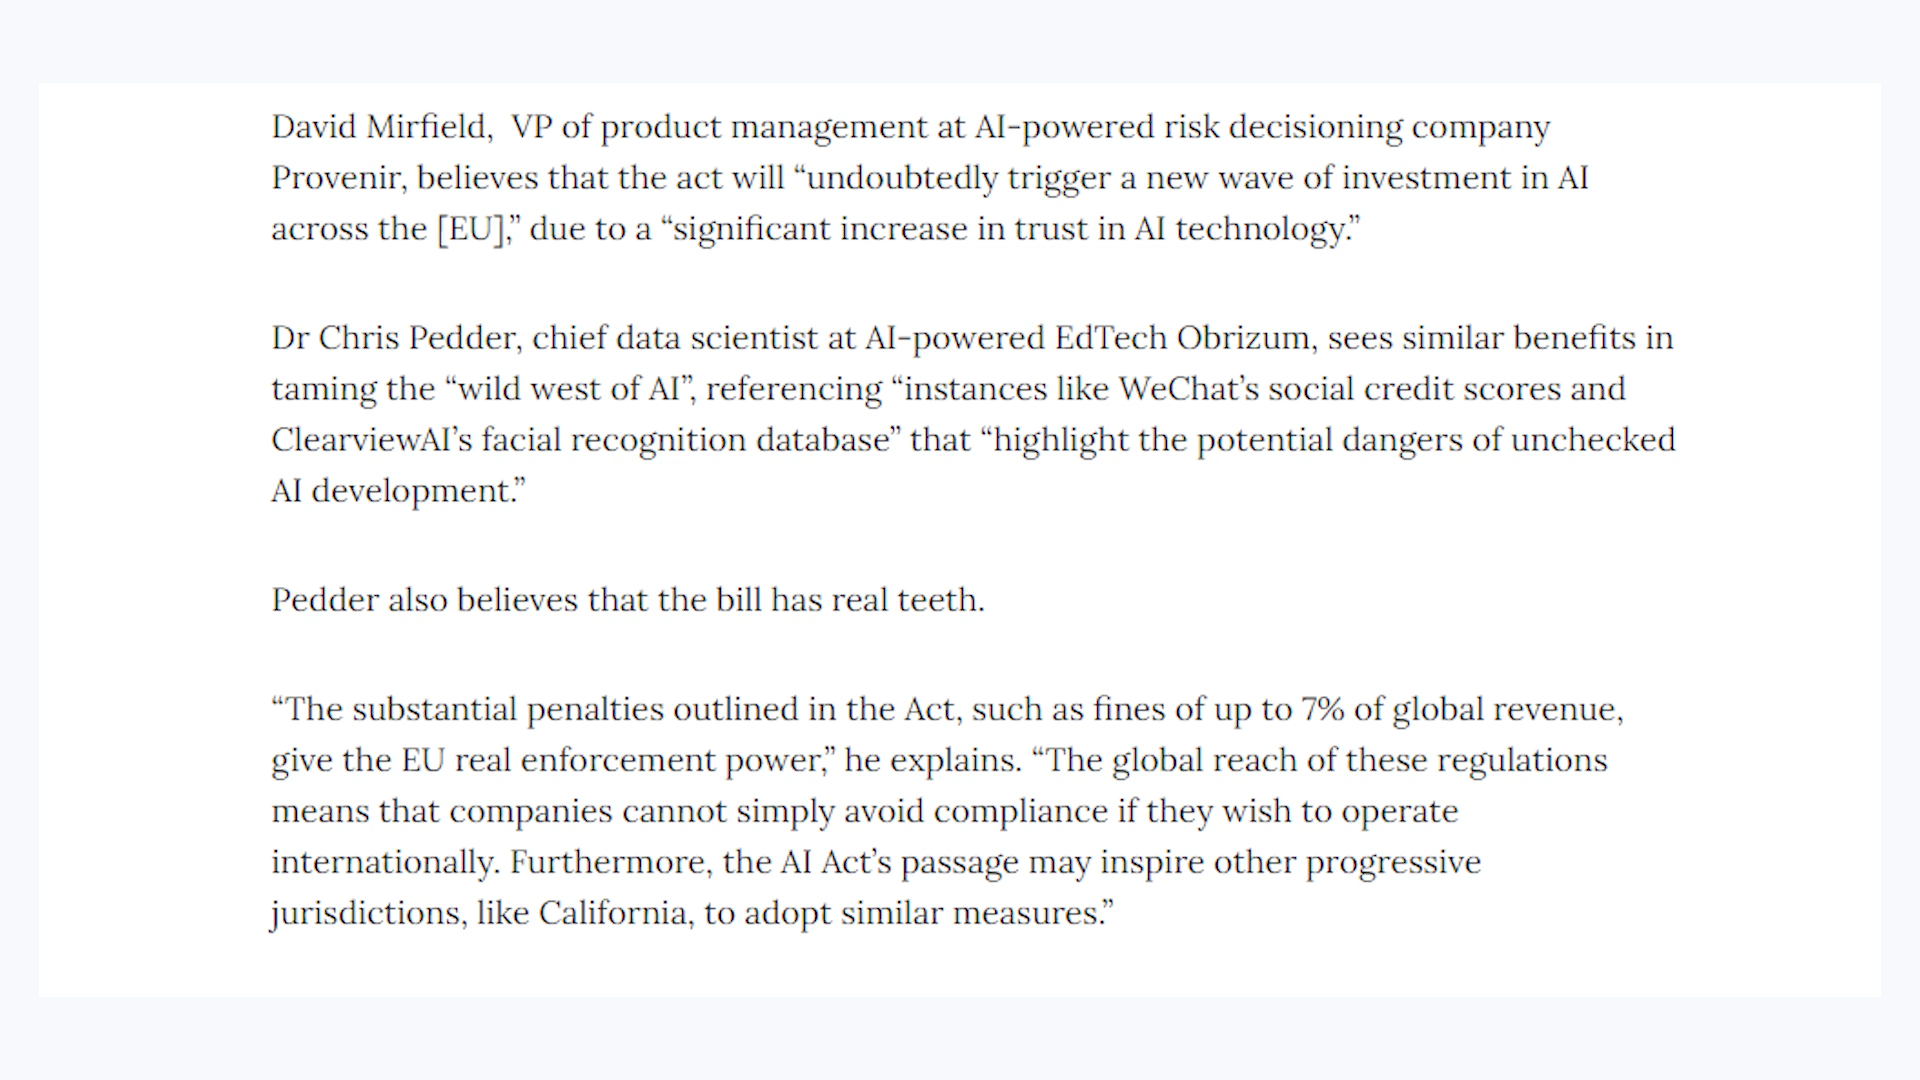 David Mirfield,  VP of product management at AI-powered risk decisioning company
Provenir, believes that the act will “undoubtedly trigger a new wave of investment in AI
across the [EU],” due to a “significant increase in trust in AI technology.”
Dr Chris Pedder, chief data scientist at AI-powered EdTech Obrizum, sees similar benefits in
taming the “wild west of AI”, referencing “instances like WeChat’s social credit scores and
ClearviewAI’s facial recognition database” that “highlight the potential dangers of unchecked
AI development.”
Pedder also believes that the bill has real teeth.
“The substantial penalties outlined in the Act, such as fines of up to 7% of global revenue,
give the EU real enforcement power,” he explains. “The global reach of these regulations
means that companies cannot simply avoid compliance if they wish to operate
internationally. Furthermore, the AI Act’s passage may inspire other progressive
jurisdictions, like California, to adopt similar measures.”